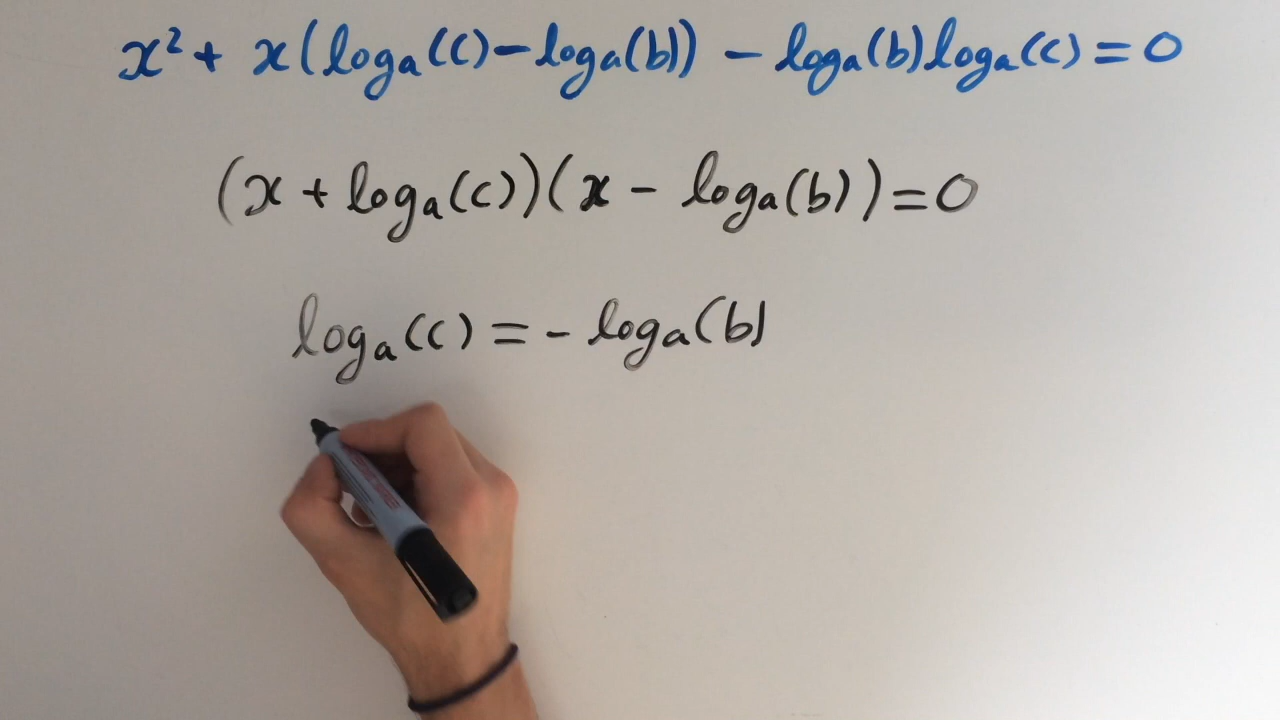 x² + x(logₐ(c)-logₐ(b)) - logₐ(b)logₐ(c) = 0
(x + logₐ(c))(x - logₐ(b)) = 0
logₐ(c) = - logₐ(b)